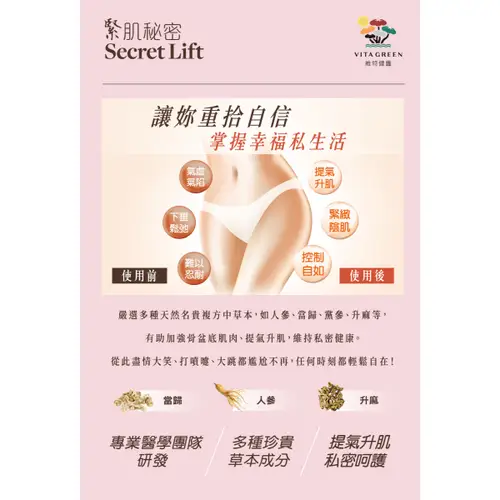 緊肌秘密
Secret Lift
VITAGREEN
維特健靈
讓妳重拾自信
掌握幸福私生活
氣虛
氣陷
提氣
升肌
下垂
鬆弛
緊緻
陰肌
難以
忍耐
控制
自如
使用前
使用後
嚴選多種天然名貴複方中草本，如人參、當歸、黨參、升麻等，
有助加強骨盆底肌肉、提氣升肌，維持私密健康。
從此盡情大笑、打噴嚏、大跳都尷尬不再，任何時刻都輕鬆自在！
當歸
人參
升麻
專業醫學團隊
研發
多種珍貴
草本成分
提氣升肌
私密呵護